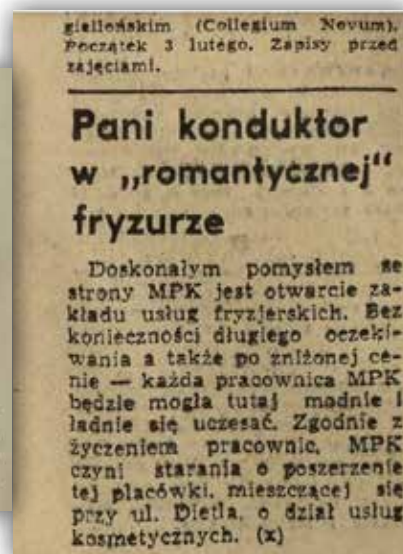 giellońskim (Collegium Novum).
Początek 3 lutego. Zapisy przed
zajęciami.
Pani konduktor
w „romantycznej“
fryzurze
Doskonałym pomysłem ze
strony MPK jest otwarcie za-
kładu usług fryzjerskich. Bez
konieczności długiego oczeki-
wania a także po zniżonej ce-
nie — każda pracownica MPK
będzie mogła tutaj modnie i
ładnie się uczesać. Zgodnie z
życzeniem pracownic, MPK
czyni starania o poszerzenie
tej placówki, mieszczącej się
przy ul. Dietla, o dział usług
kosmetycznych. (x)